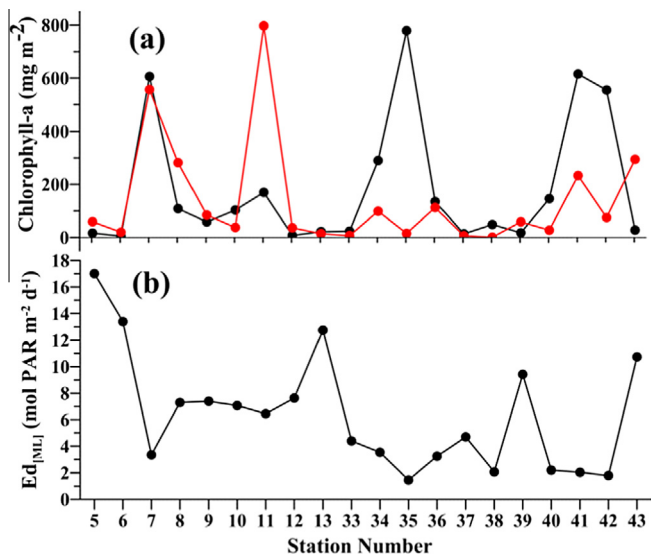 (a)
Chlorophyll-a (mg m⁻²)
800
600
400
200
0
(b)
Ed[ML] (mol PAR m⁻² d⁻¹)
18
16
14
12
10
8
6
4
2
0
5 6 7 8 9 10 11 12 13 33 34 35 36 37 38 39 40 41 42 43
Station Number